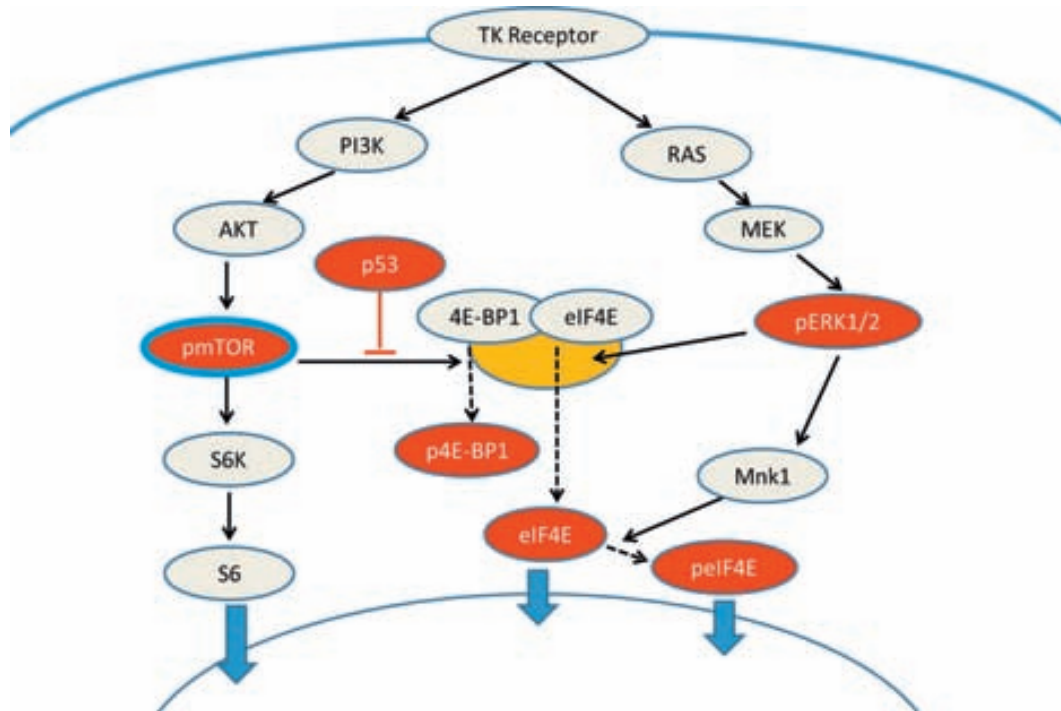 TK Receptor
PI3K
RAS
AKT
MEK
p53
4E-BP1
eIF4E
pERK1/2
pmTOR
p4E-BP1
S6K
Mnk1
eIF4E
peIF4E
S6